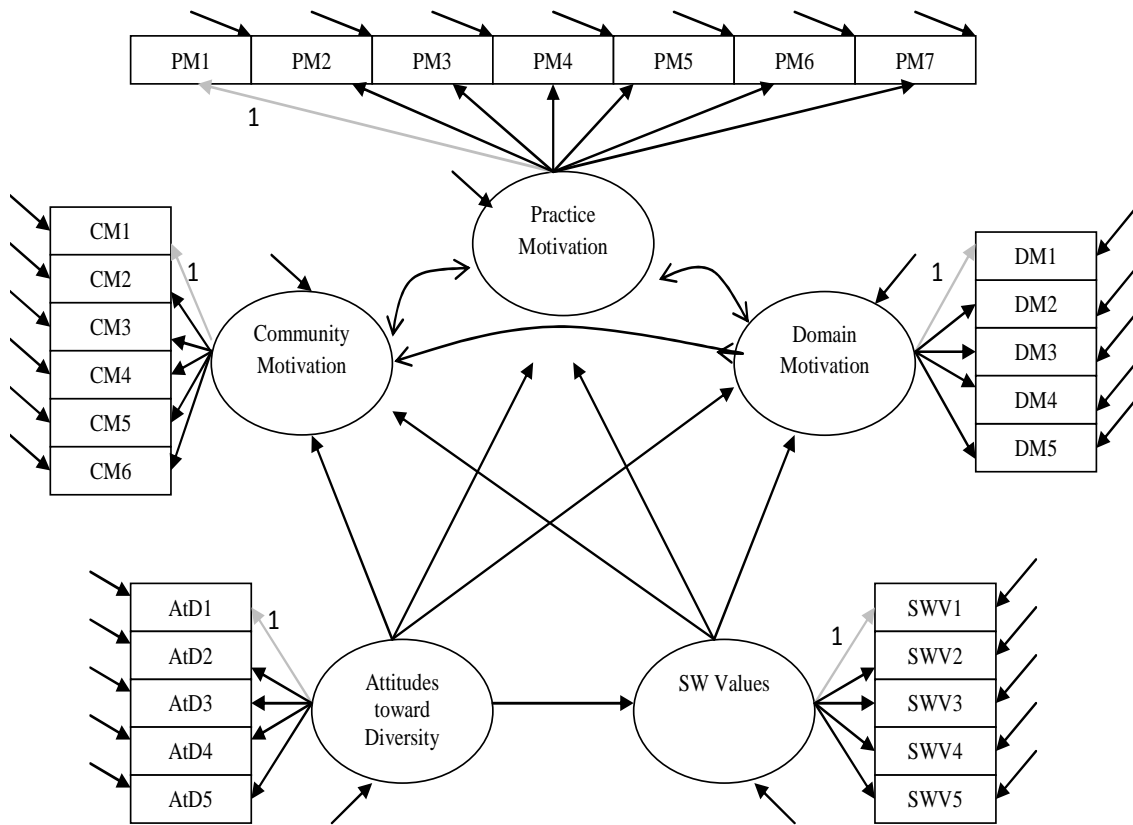 PM1 PM2 PM3 PM4 PM5 PM6 PM7
1
Practice
Motivation
CM1
CM2
CM3
CM4
CM5
CM6
1
Community
Motivation
Domain
Motivation
1
DM1
DM2
DM3
DM4
DM5
AtD1
AtD2
AtD3
AtD4
AtD5
1
Attitudes
toward
Diversity
SW Values
1
SWV1
SWV2
SWV3
SWV4
SWV5